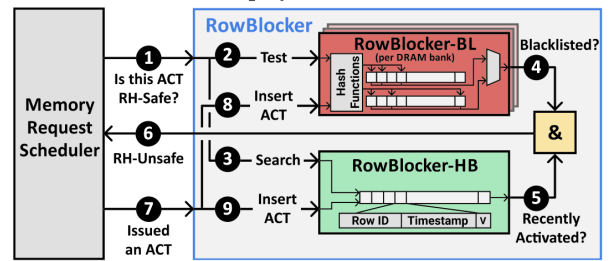 RowBlocker
Memory
Request
Scheduler
1
Is this ACT
RH-Safe?
2
Test
8
Insert
ACT
6
RH-Unsafe
3
Search
7
Issued
an ACT
9
Insert
ACT
RowBlocker-BL
(per DRAM bank)
Hash
Functions
Blacklisted?
4
&
RowBlocker-HB
Row ID
Timestamp
V
5
Recently
Activated?